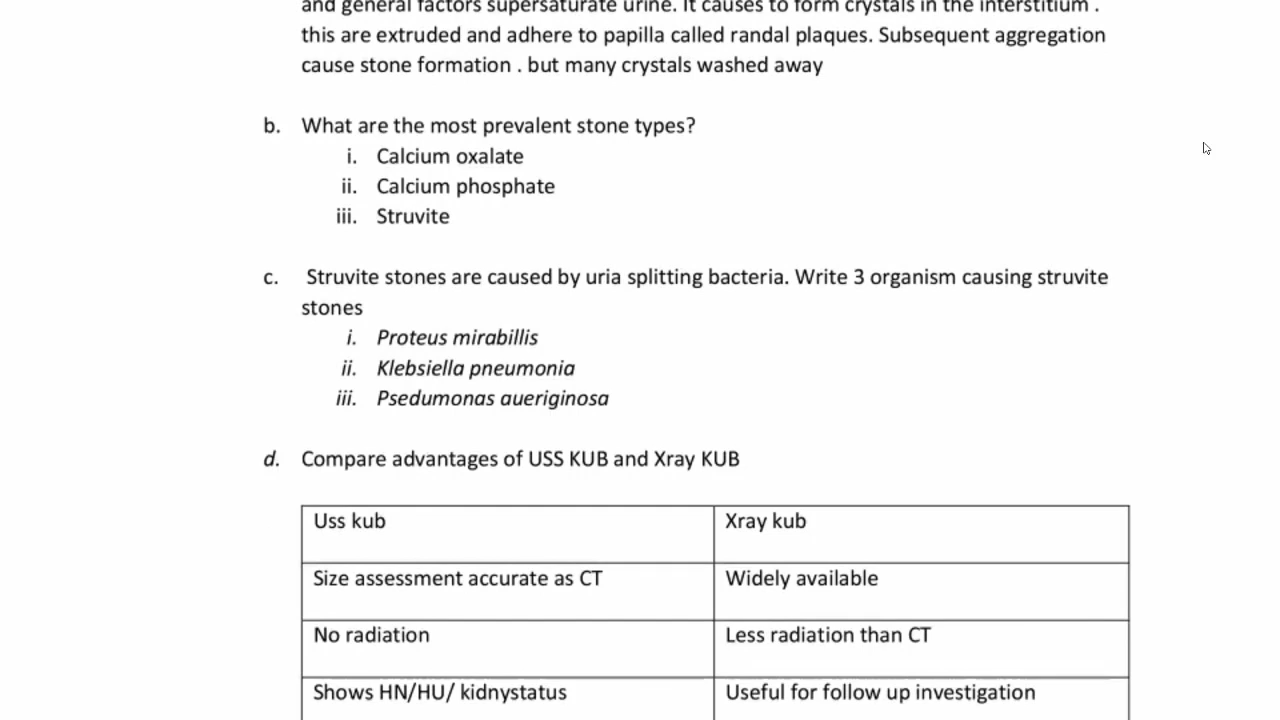 and general factors supersaturate urine. It causes to form crystals in the interstitium .
this are extruded and adhere to papilla called randal plaques. Subsequent aggregation
cause stone formation . but many crystals washed away
b. What are the most prevalent stone types?
i. Calcium oxalate
ii. Calcium phosphate
iii. Struvite
c. Struvite stones are caused by uria splitting bacteria. Write 3 organism causing struvite
stones
i. Proteus mirabillis
ii. Klebsiella pneumonia
iii. Psedumonas aueriginosa
d. Compare advantages of USS KUB and Xray KUB
Uss kub Xray kub
Size assessment accurate as CT Widely available
No radiation Less radiation than CT
Shows HN/HU/ kidnystatus Useful for follow up investigation